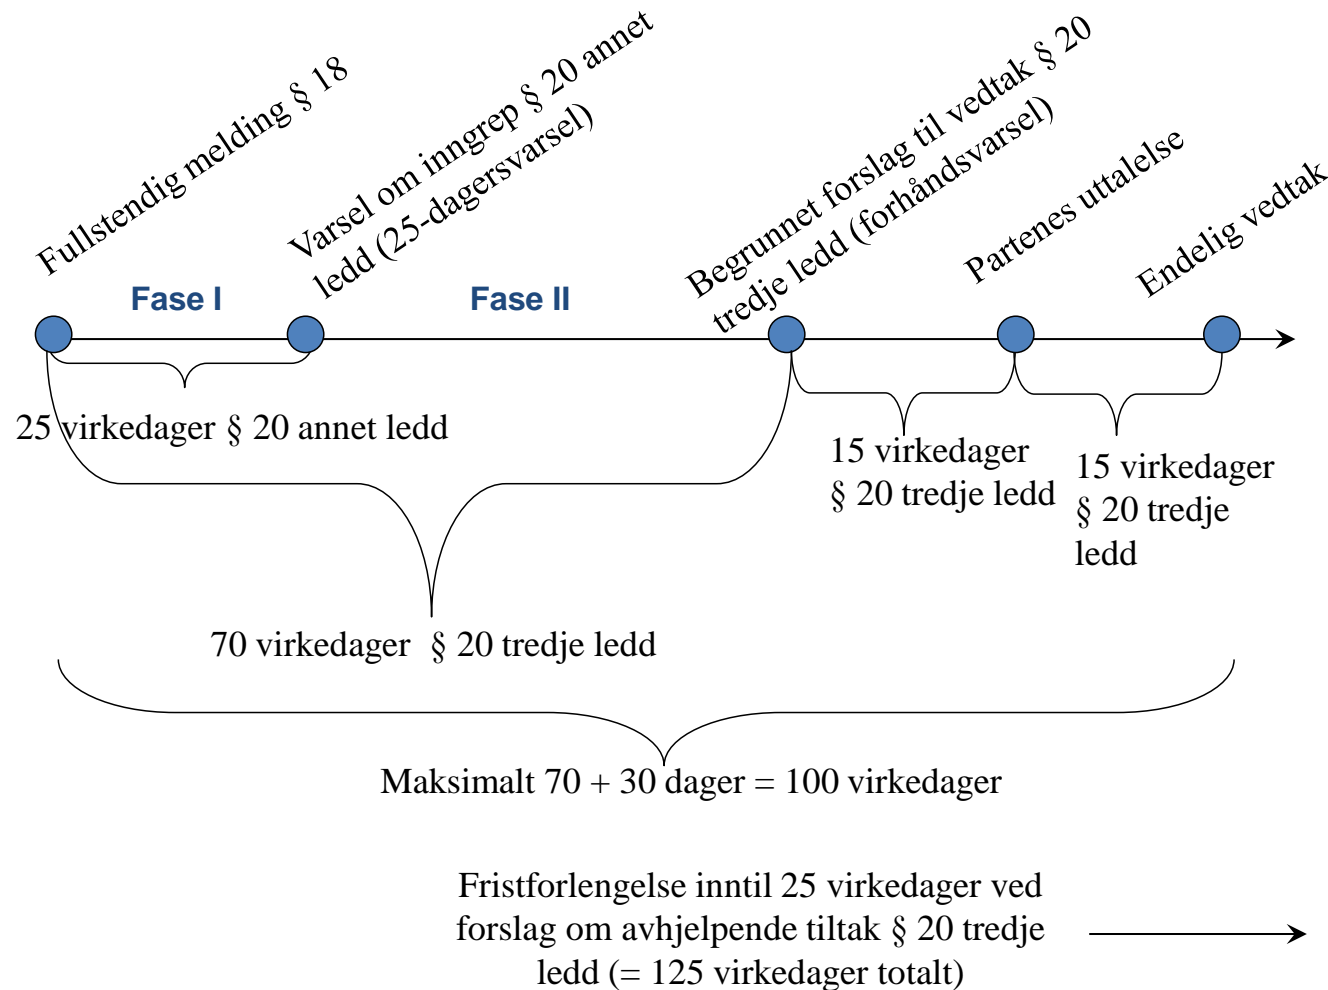 Fullstendig melding § 18
Varsel om inngrep § 20 annet
ledd (25-dagersvarsel)
Begrunnet forslag til vedtak § 20
tredje ledd (forhåndsvarsel)
Partenes uttalelse
Endelig vedtak
Fase I
Fase II
25 virkedager § 20 annet ledd
15 virkedager
§ 20 tredje ledd
15 virkedager
§ 20 tredje
ledd
70 virkedager § 20 tredje ledd
Maksimalt 70 + 30 dager = 100 virkedager
Fristforlengelse inntil 25 virkedager ved
forslag om avhjelpende tiltak § 20 tredje
ledd (= 125 virkedager totalt)